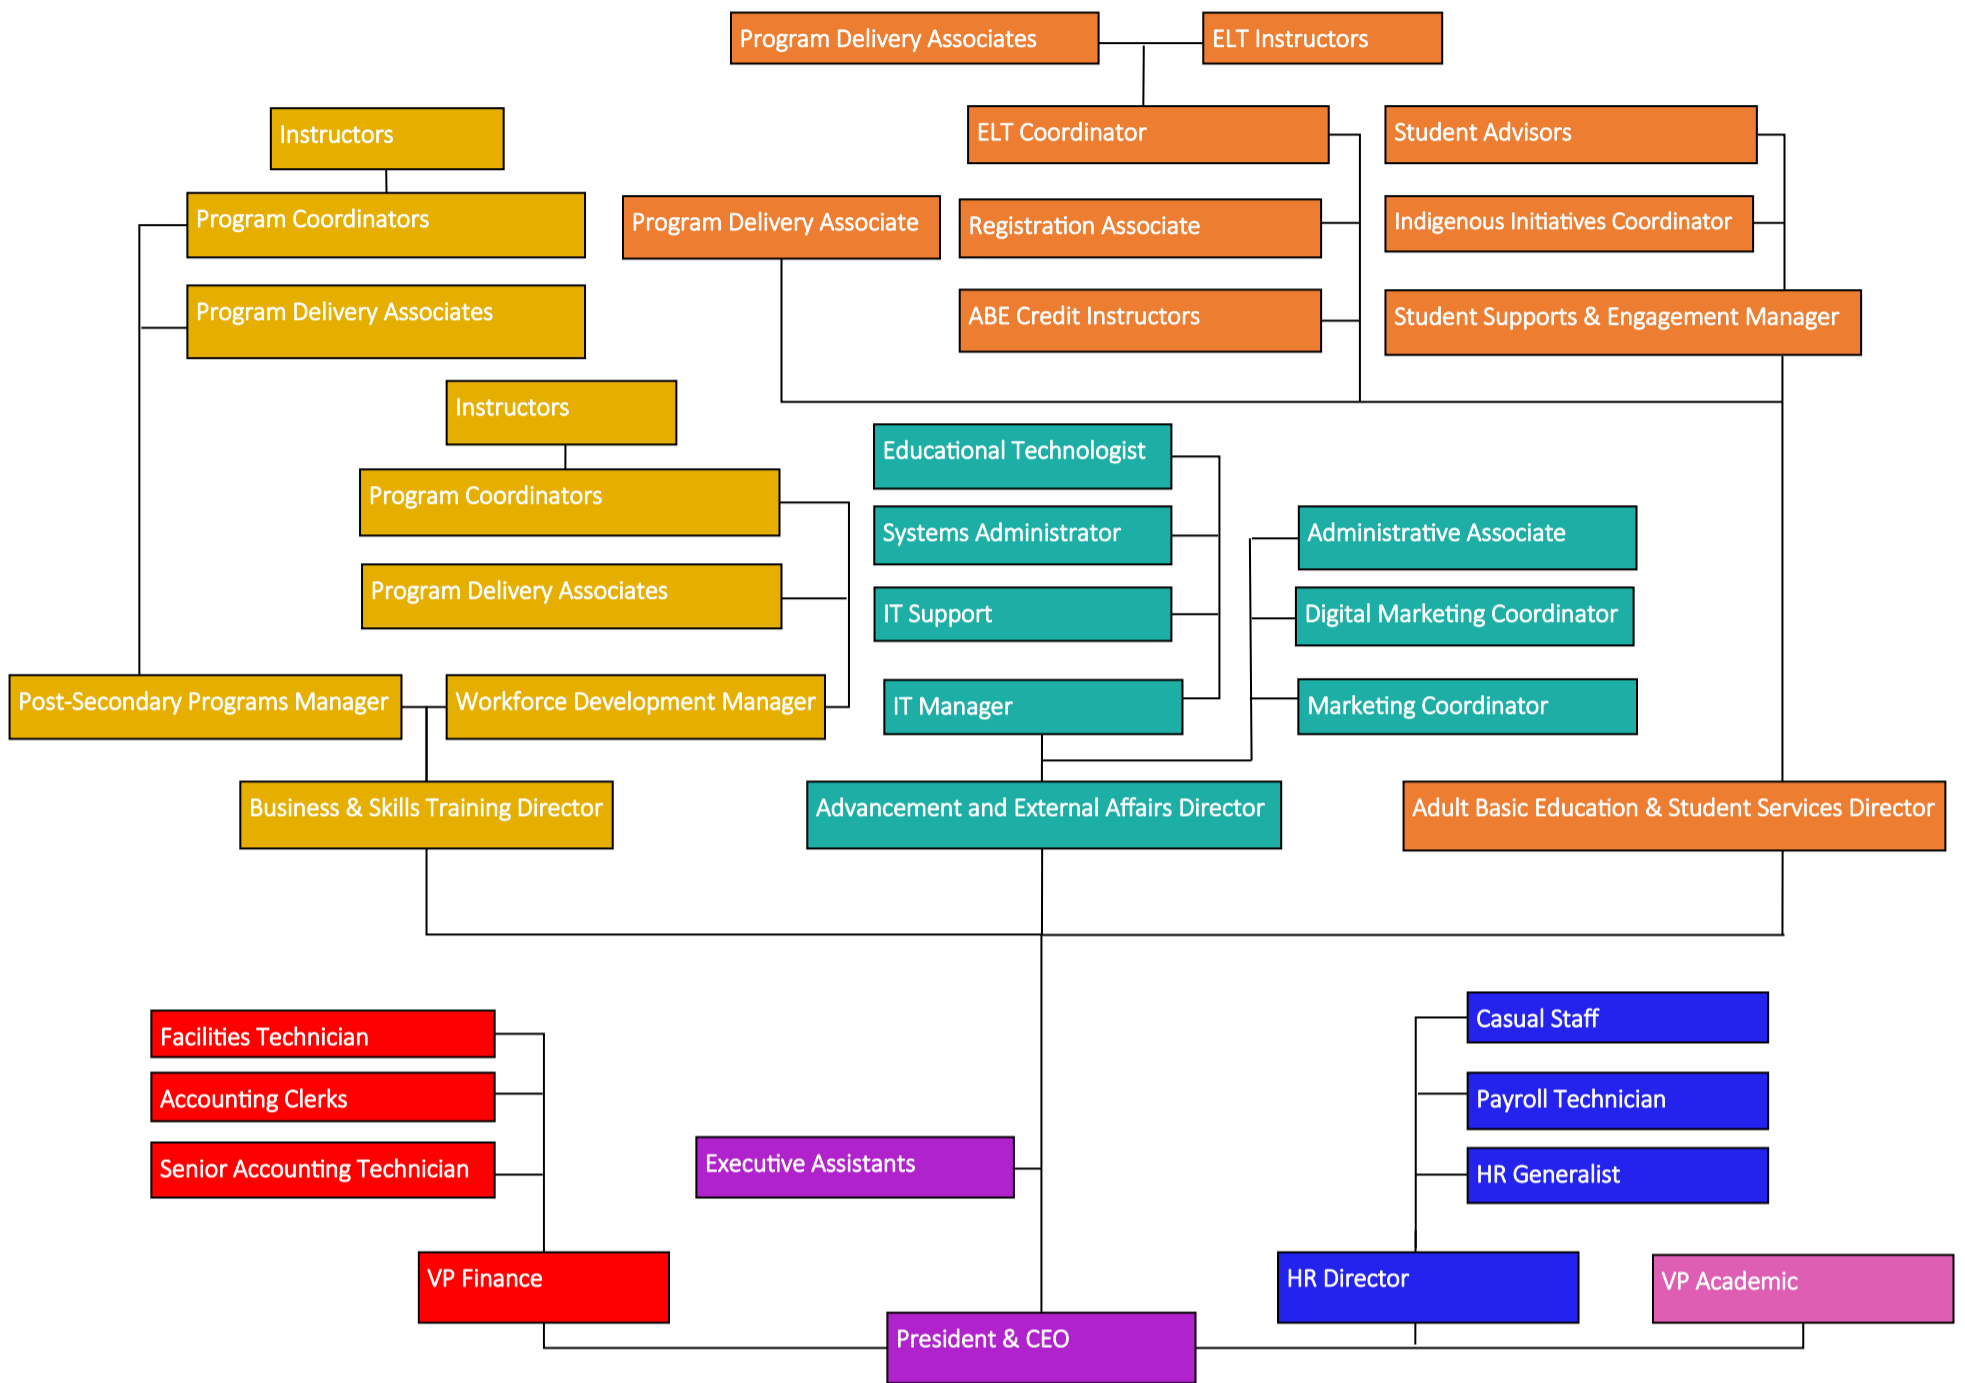 Program Delivery Associates
ELT Instructors
Instructors
ELT Coordinator
Student Advisors
Program Coordinators
Program Delivery Associate
Registration Associate
Indigenous Initiatives Coordinator
Program Delivery Associates
ABE Credit Instructors
Student Supports & Engagement Manager
Instructors
Educational Technologist
Program Coordinators
Systems Administrator
Administrative Associate
Program Delivery Associates
IT Support
Digital Marketing Coordinator
Post-Secondary Programs Manager
Workforce Development Manager
IT Manager
Marketing Coordinator
Business & Skills Training Director
Advancement and External Affairs Director
Adult Basic Education & Student Services Director
Facilities Technician
Casual Staff
Accounting Clerks
Payroll Technician
Senior Accounting Technician
Executive Assistants
HR Generalist
VP Finance
HR Director
VP Academic
President & CEO